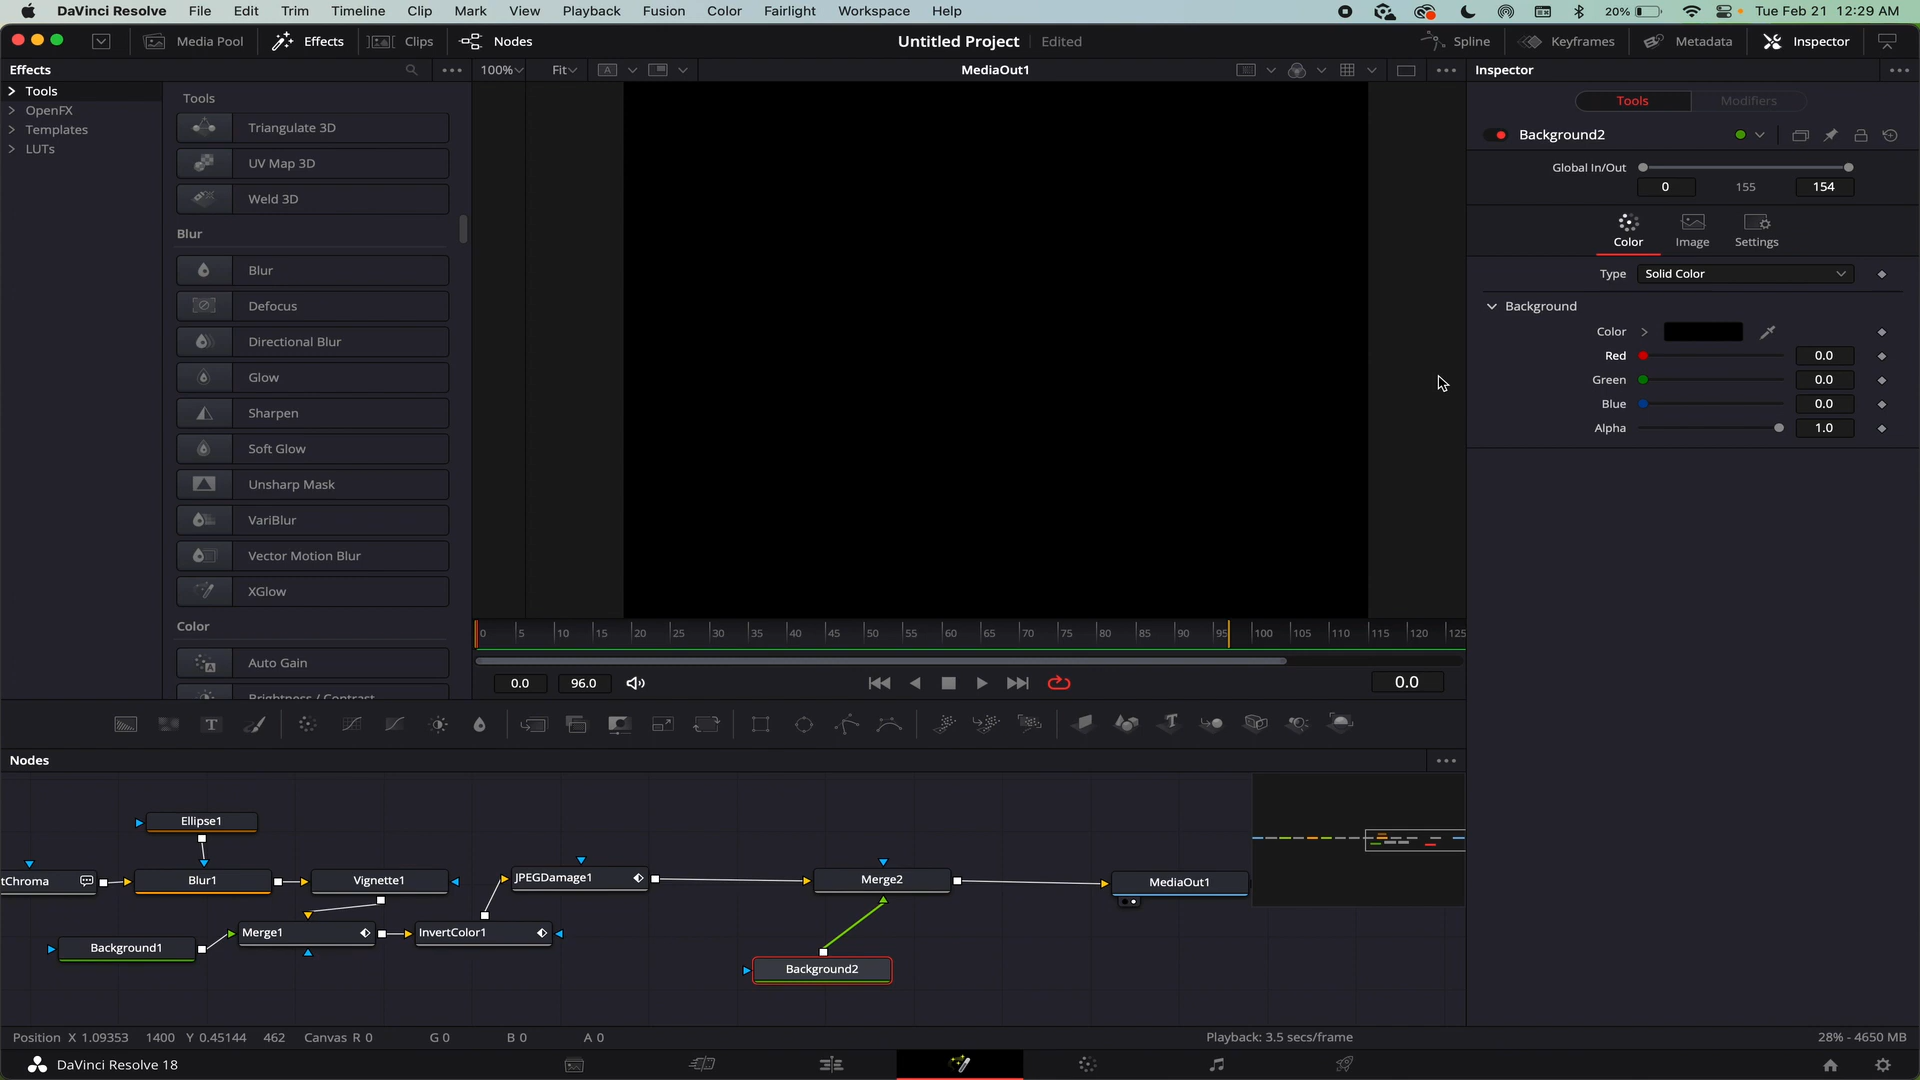 DaVinci Resolve File Edit Trim Timeline Clip Mark View Playback Fusion Color Fairlight Workspace Help 20% Tue Feb 21 12:29 AM
Media Pool Effects Clips Nodes Untitled Project Edited Spline Keyframes Metadata Inspector
Effects 100% Fit A MediaOut1 Inspector
Tools
OpenFX
Templates
LUTs
Tools
Triangulate 3D
UV Map 3D
Weld 3D
Blur
Blur
Defocus
Directional Blur
Glow
Sharpen
Soft Glow
Unsharp Mask
VariBlur
Vector Motion Blur
XGlow
Color
Auto Gain
Brightness / Contrast
Tools Modifiers
Background2
Global In/Out
0 155 154
Color Image Settings
Type Solid Color
Background
Color
Red 0.0
Green 0.0
Blue 0.0
Alpha 1.0
0 5 10 15 20 25 30 35 40 45 50 55 60 65 70 75 80 85 90 95 100 105 110 115 120 125
0.0 96.0 0.0
T
Nodes
Ellipse1
tChroma Blur1 Vignette1 JPEGDamage1 Merge2 MediaOut1
Background1 Merge1 InvertColor1
Background2
Position X 1.09353 1400 Y 0.45144 462 Canvas R 0 G 0 B 0 A 0 Playback: 3.5 secs/frame 28% - 4650 MB
DaVinci Resolve 18